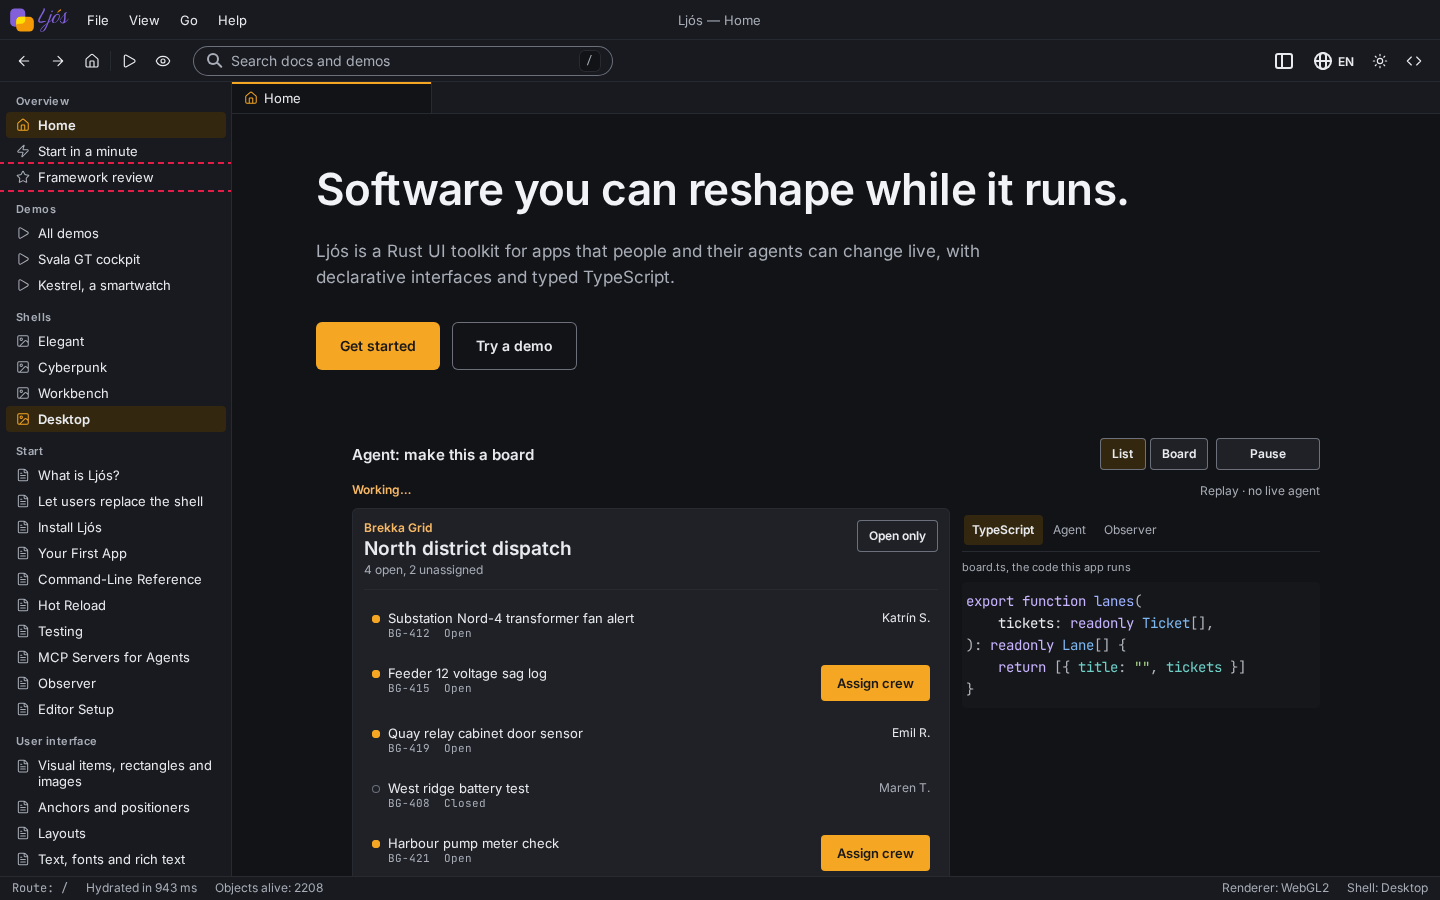 Ljós File View Go Help
Ljós — Home
Search docs and demos /
EN
Overview
Home
Start in a minute
Framework review
Demos
All demos
Svala GT cockpit
Kestrel, a smartwatch
Shells
Elegant
Cyberpunk
Workbench
Desktop
Start
What is Ljós?
Let users replace the shell
Install Ljós
Your First App
Command-Line Reference
Hot Reload
Testing
MCP Servers for Agents
Observer
Editor Setup
User interface
Visual items, rectangles and
images
Anchors and positioners
Layouts
Text, fonts and rich text
Home
Software you can reshape while it runs.
Ljós is a Rust UI toolkit for apps that people and their agents can change live, with
declarative interfaces and typed TypeScript.
Get started
Try a demo
Agent: make this a board
List Board Pause
Working...
Replay · no live agent
Brekka Grid
North district dispatch
4 open, 2 unassigned
Open only
Substation Nord-4 transformer fan alert
BG-412 Open
Katrín S.
Feeder 12 voltage sag log
BG-415 Open
Assign crew
Quay relay cabinet door sensor
BG-419 Open
Emil R.
West ridge battery test
BG-408 Closed
Maren T.
Harbour pump meter check
BG-421 Open
Assign crew
TypeScript Agent Observer
board.ts, the code this app runs
export function lanes(
    tickets: readonly Ticket[],
): readonly Lane[] {
    return [{ title: "", tickets }]
}
Route: / Hydrated in 943 ms Objects alive: 2208
Renderer: WebGL2 Shell: Desktop